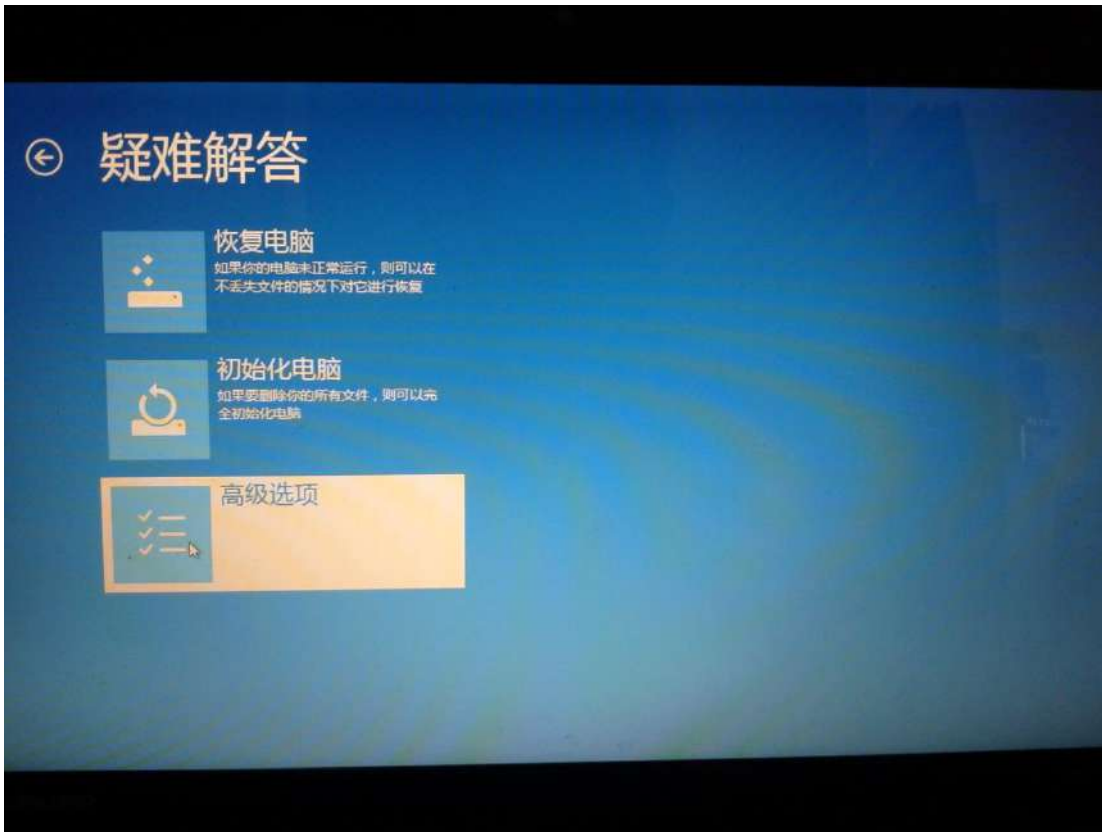 疑难解答
恢复电脑
如果你的电脑未正常运行，则可以在
不丢失文件的情况下对它进行恢复
初始化电脑
如果要删除你的所有文件，则可以完
全初始化电脑
高级选项